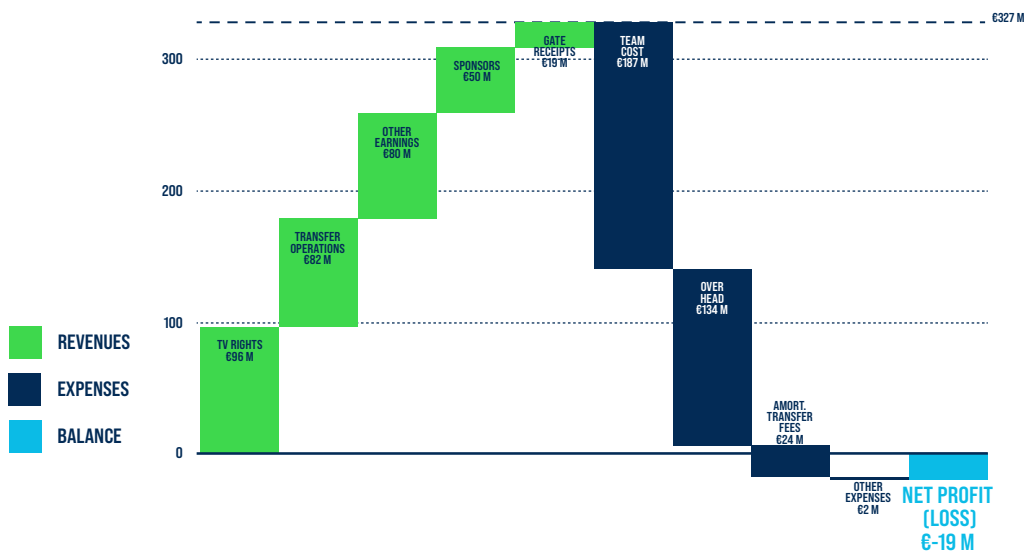 €327 M
300
200
100
0
REVENUES
EXPENSES
BALANCE
TV RIGHTS
€96 M
TRANSFER
OPERATIONS
€82 M
OTHER
EARNINGS
€80 M
SPONSORS
€50 M
GATE
RECEIPTS
€19 M
TEAM
COST
€187 M
OVER
HEAD
€134 M
AMORT.
TRANSFER
FEES
€24 M
OTHER
EXPENSES
€2 M
NET PROFIT
(LOSS)
€-19 M